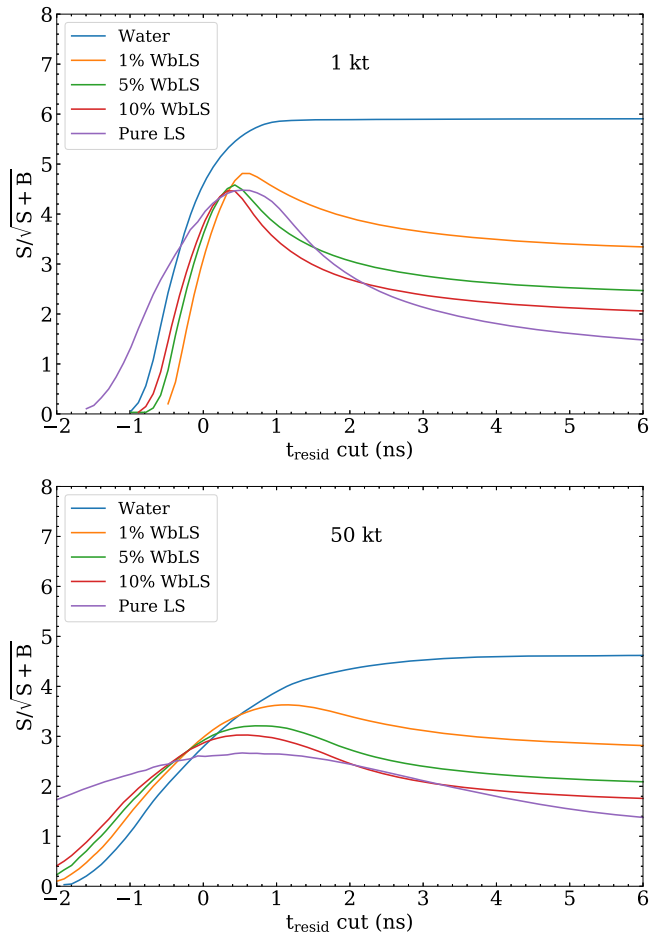 8
7
6
5
4
3
2
1
0
S/√S + B
Water
1% WbLS
5% WbLS
10% WbLS
Pure LS
1 kt
−2 −1 0 1 2 3 4 5 6
t_resid cut (ns)
8
7
6
5
4
3
2
1
0
S/√S + B
Water
1% WbLS
5% WbLS
10% WbLS
Pure LS
50 kt
−2 −1 0 1 2 3 4 5 6
t_resid cut (ns)